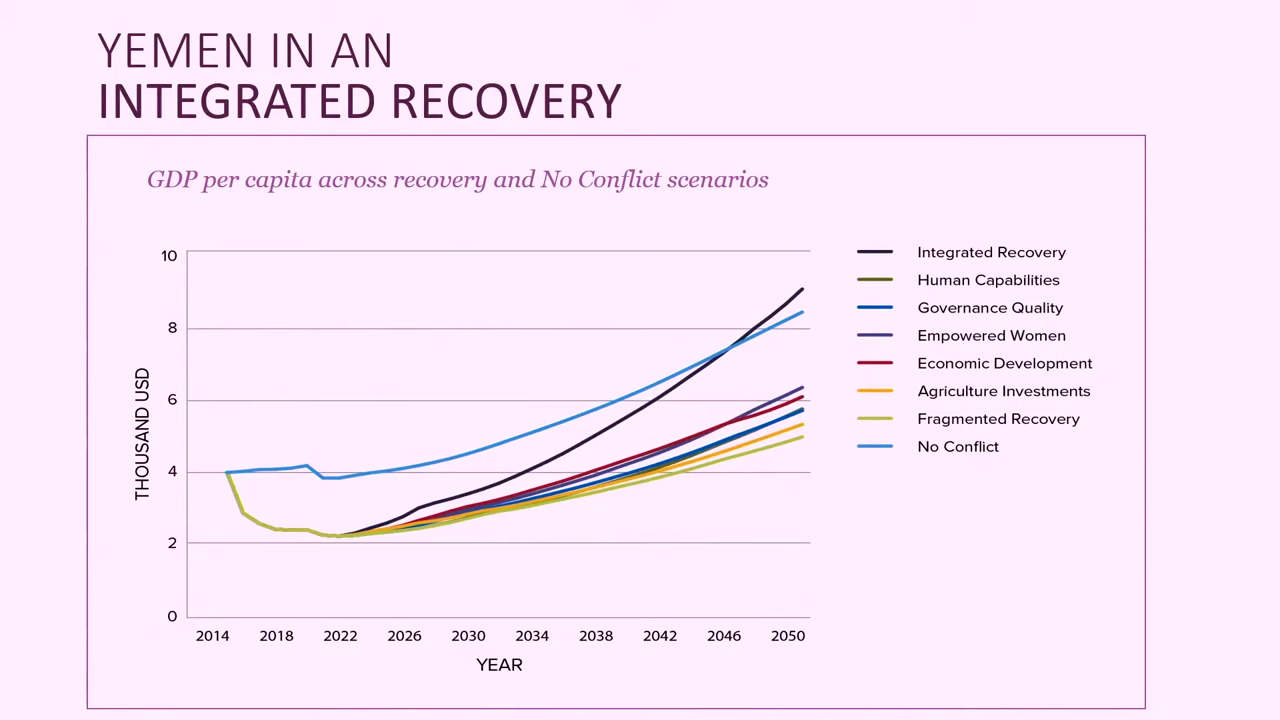 YEMEN IN AN
INTEGRATED RECOVERY
GDP per capita across recovery and No Conflict scenarios
THOUSAND USD
10
8
6
4
2
0
2014 2018 2022 2026 2030 2034 2038 2042 2046 2050
YEAR
Integrated Recovery
Human Capabilities
Governance Quality
Empowered Women
Economic Development
Agriculture Investments
Fragmented Recovery
No Conflict